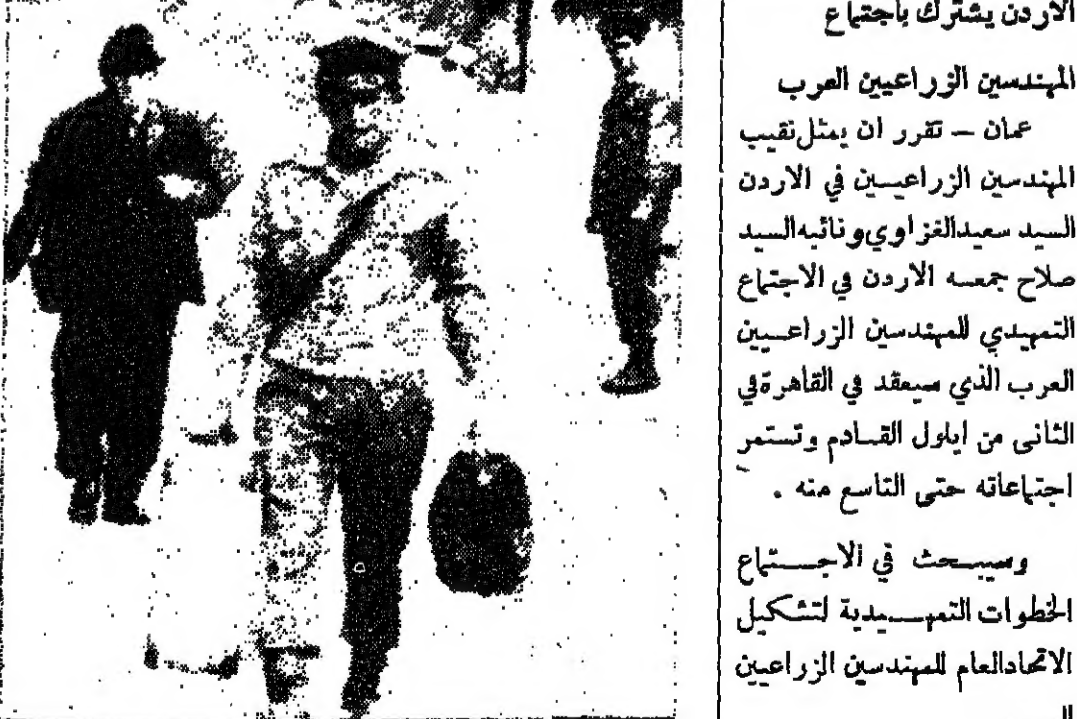 الاردن يشترك باجتماع
المهندسين الزراعيين العرب
عمان – تقرر ان يمثل نقيب
المهندسين الزراعيين في الاردن
السيد سعيد الغزاوي ونائبه السيد
صلاح جمعه الاردن في الاجتماع
التمهيدي للمهندسين الزراعيين
العرب الذي سيعقد في القاهرة في
الثاني من ايلول القادم وتستمر
اجتماعاته حتى التاسع منه .
وسيبحث في الاجتماع
الخطوات التمهيدية لتشكيل
الاتحاد العام للمهندسين الزراعيين